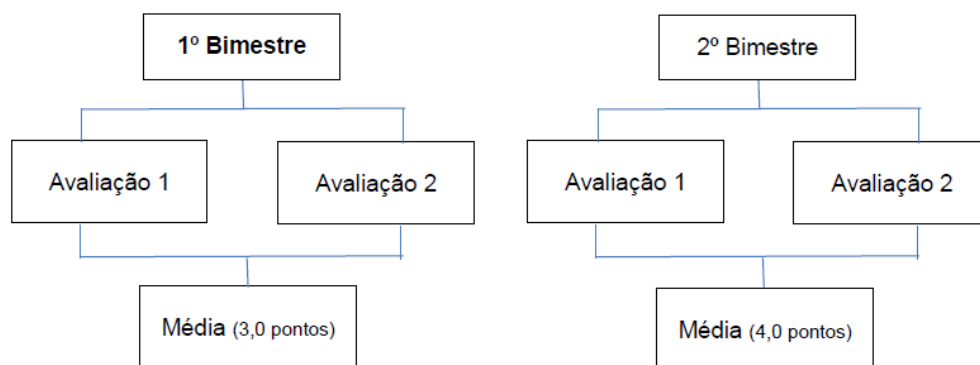 1º Bimestre
2º Bimestre
Avaliação 1
Avaliação 2
Avaliação 1
Avaliação 2
Média (3,0 pontos)
Média (4,0 pontos)